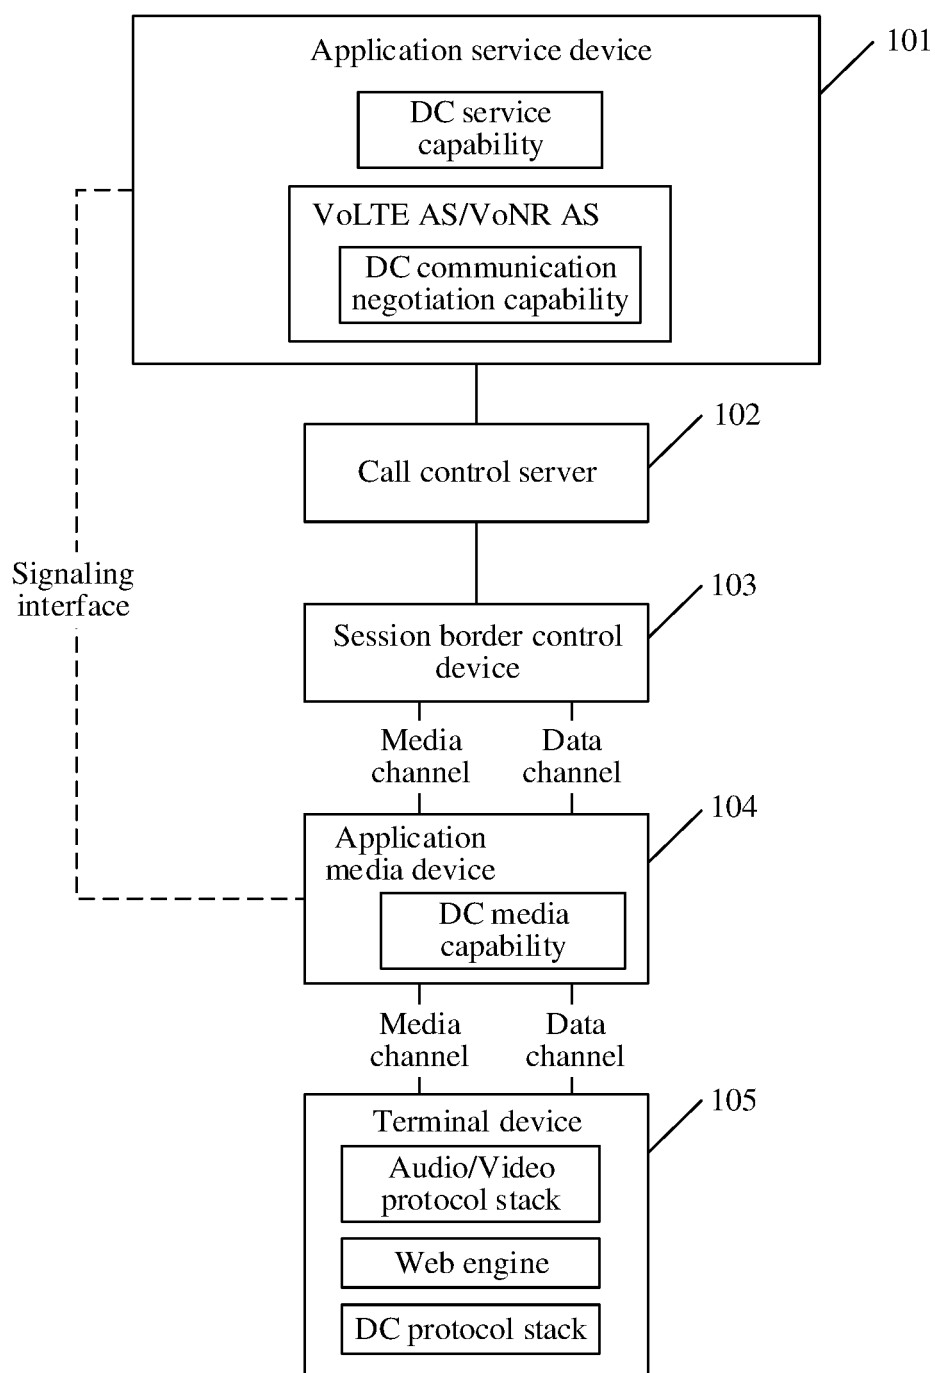 Application service device
101
DC service
capability
VoLTE AS/VoNR AS
DC communication
negotiation capability
102
Call control server
Signaling
interface
103
Session border control
device
Media
channel
Data
channel
104
Application
media device
DC media
capability
Media
channel
Data
channel
105
Terminal device
Audio/Video
protocol stack
Web engine
DC protocol stack